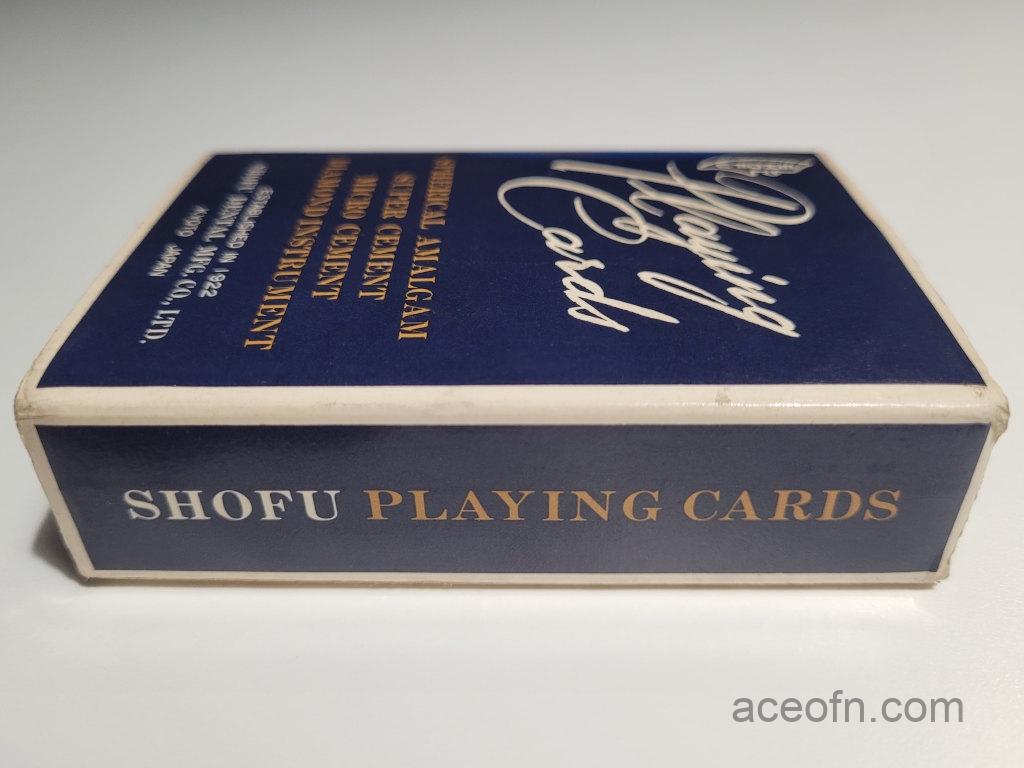 Playing
Cards
SPHERICAL AMALGAM
SUPER CEMENT
MICRO CEMENT
DIAMOND INSTRUMENT
ESTABLISHED IN 1922
SHOFU DENTAL MFG. CO., LTD.
KYOTO JAPAN
SHOFU PLAYING CARDS
aceofn.com